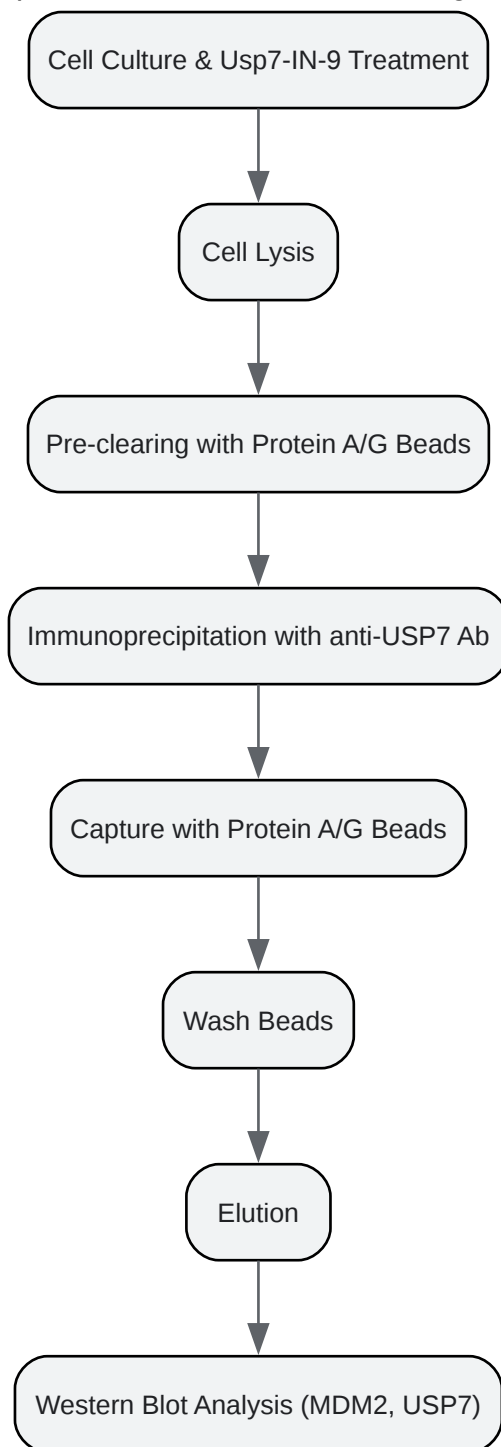 Cell Culture & Usp7-IN-9 Treatment
Cell Lysis
Pre-clearing with Protein A/G Beads
Immunoprecipitation with anti-USP7 Ab
Capture with Protein A/G Beads
Wash Beads
Elution
Western Blot Analysis (MDM2, USP7)